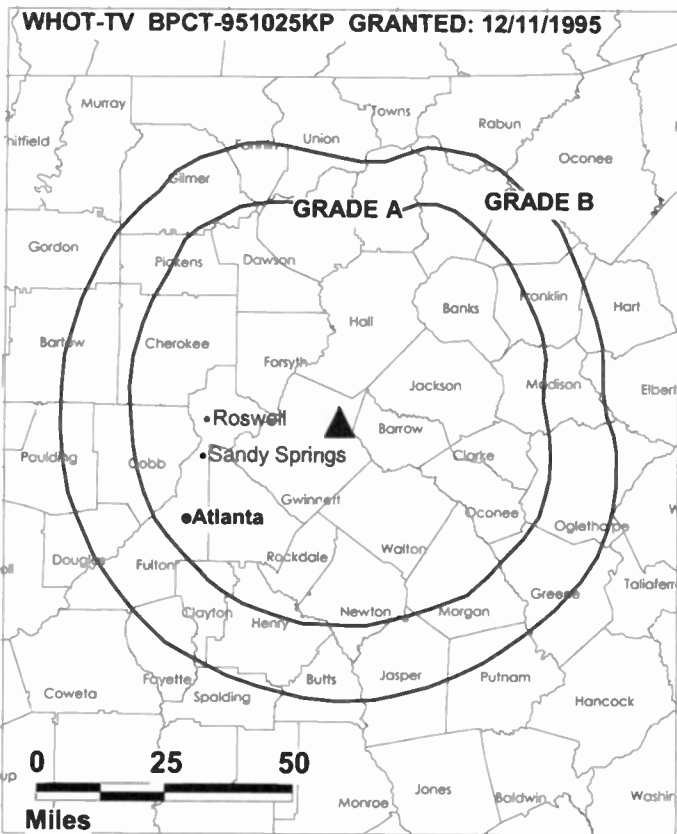 WHOT-TV BPCT-951025KP GRANTED: 12/11/1995
Murray
Towns
Rabun
hitfield
Fannin
Union
Oconee
Gilmer
GRADE A
GRADE B
Gordon
Pickens
Dawson
Franklin
Hall
Banks
Hart
Bartow
Cherokee
Forsyth
Jackson
Madison
Elbert
Roswell
Barrow
Paulding
Cobb
Sandy Springs
Clarke
Gwinnett
Atlanta
Oconee
Oglethorpe
Douglas
Fulton
Rockdale
Walton
Taliaferr
Greene
Clayton
Henry
Newton
Morgan
Fayette
Butts
Jasper
Putnam
Coweta
Spalding
Hancock
0 25 50
up
Jones
Baldwin
Washin
Monroe
Miles